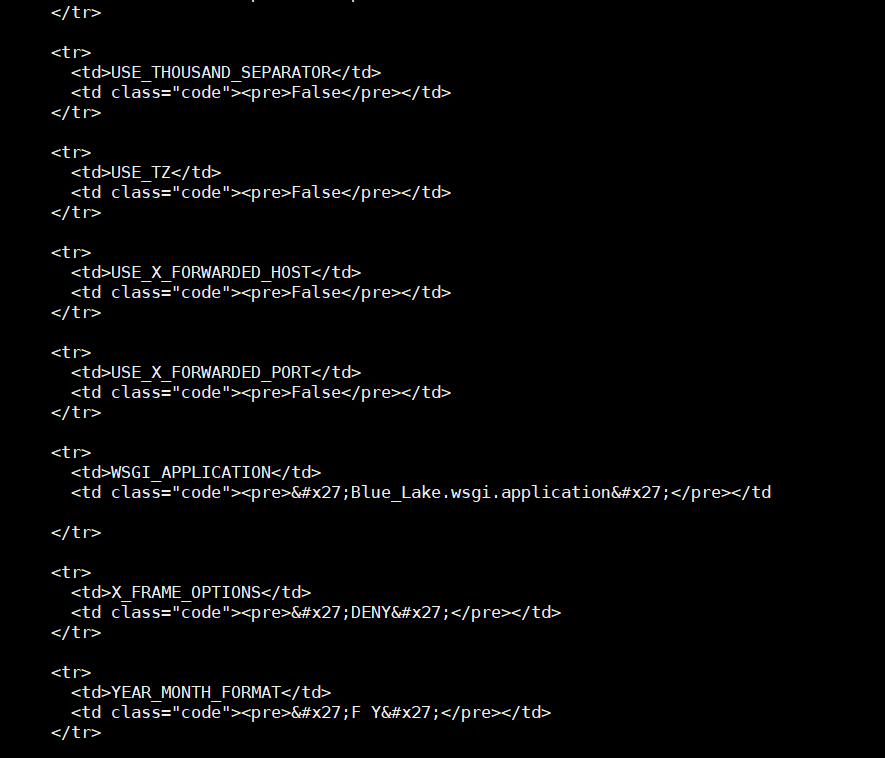 </tr>
<tr>
<td>USE_THOUSAND_SEPARATOR</td>
<td class="code"><pre>False</pre></td>
</tr>
<tr>
<td>USE_TZ</td>
<td class="code"><pre>False</pre></td>
</tr>
<tr>
<td>USE_X_FORWARDED_HOST</td>
<td class="code"><pre>False</pre></td>
</tr>
<tr>
<td>USE_X_FORWARDED_PORT</td>
<td class="code"><pre>False</pre></td>
</tr>
<tr>
<td>WSGI_APPLICATION</td>
<td class="code"><pre>&#x27;Blue_Lake.wsgi.application&#x27;</pre></td
</tr>
<tr>
<td>X_FRAME_OPTIONS</td>
<td class="code"><pre>&#x27;DENY&#x27;</pre></td>
</tr>
<tr>
<td>YEAR_MONTH_FORMAT</td>
<td class="code"><pre>&#x27;F Y&#x27;</pre></td>
</tr>